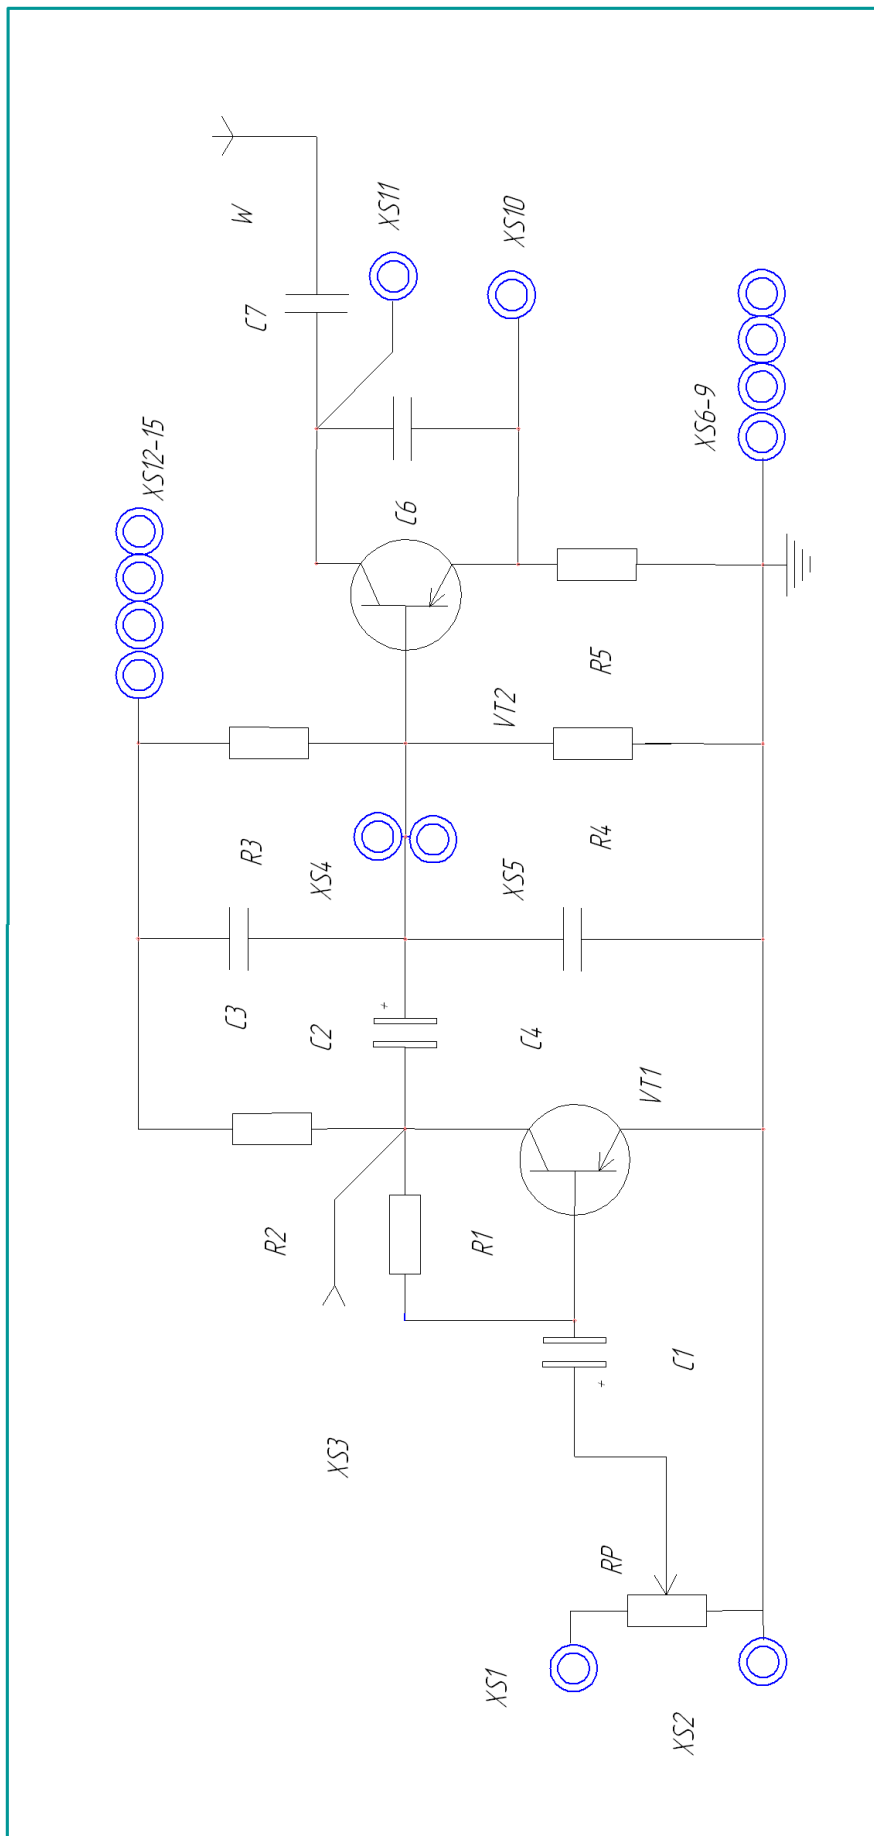 XS12-15
R2
C3
R3
C7
W
XS3
C2
+
XS4
C6
XS11
XS1
R1
C4
XS5
VT2
XS10
RP
+
R4
R5
XS2
C1
VT1
XS6-9